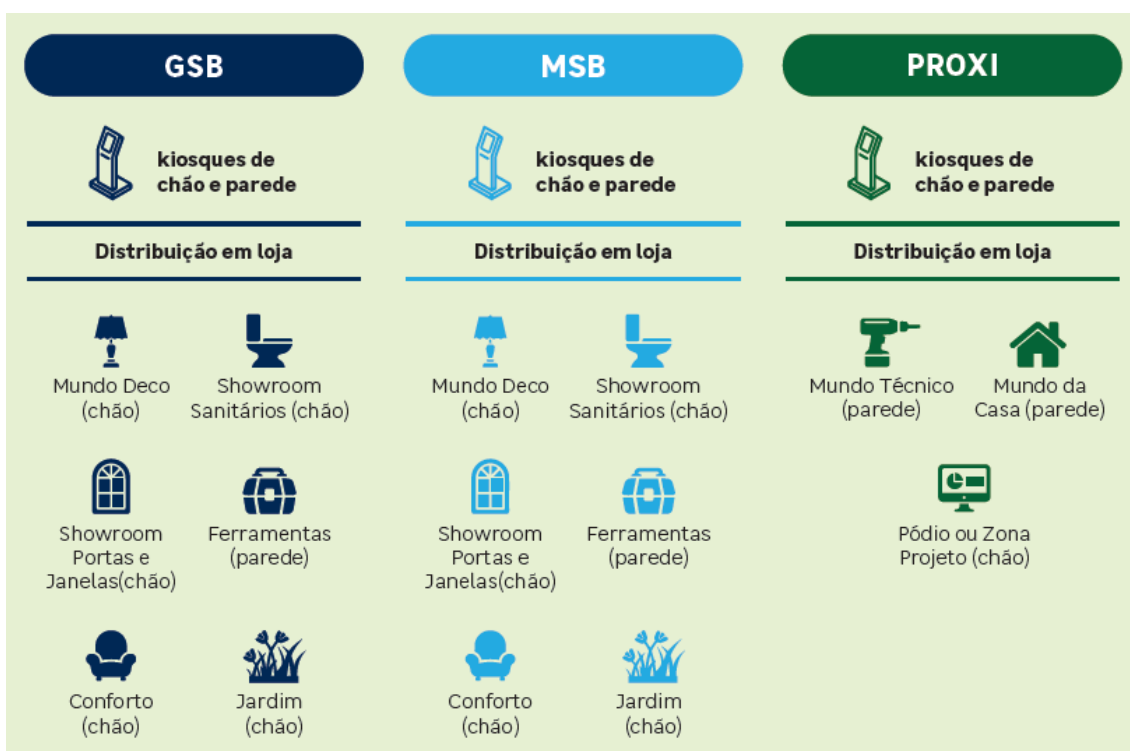 GSB
kiosques de
chão e parede
Distribuição em loja
Mundo Deco
(chão)
Showroom
Sanitários (chão)
Showroom
Portas e
Janelas(chão)
Ferramentas
(parede)
Conforto
(chão)
Jardim
(chão)
MSB
kiosques de
chão e parede
Distribuição em loja
Mundo Deco
(chão)
Showroom
Sanitários (chão)
Showroom
Portas e
Janelas(chão)
Ferramentas
(parede)
Conforto
(chão)
Jardim
(chão)
PROXI
kiosques de
chão e parede
Distribuição em loja
Mundo Técnico
(parede)
Mundo da
Casa (parede)
Pódio ou Zona
Projeto (chão)